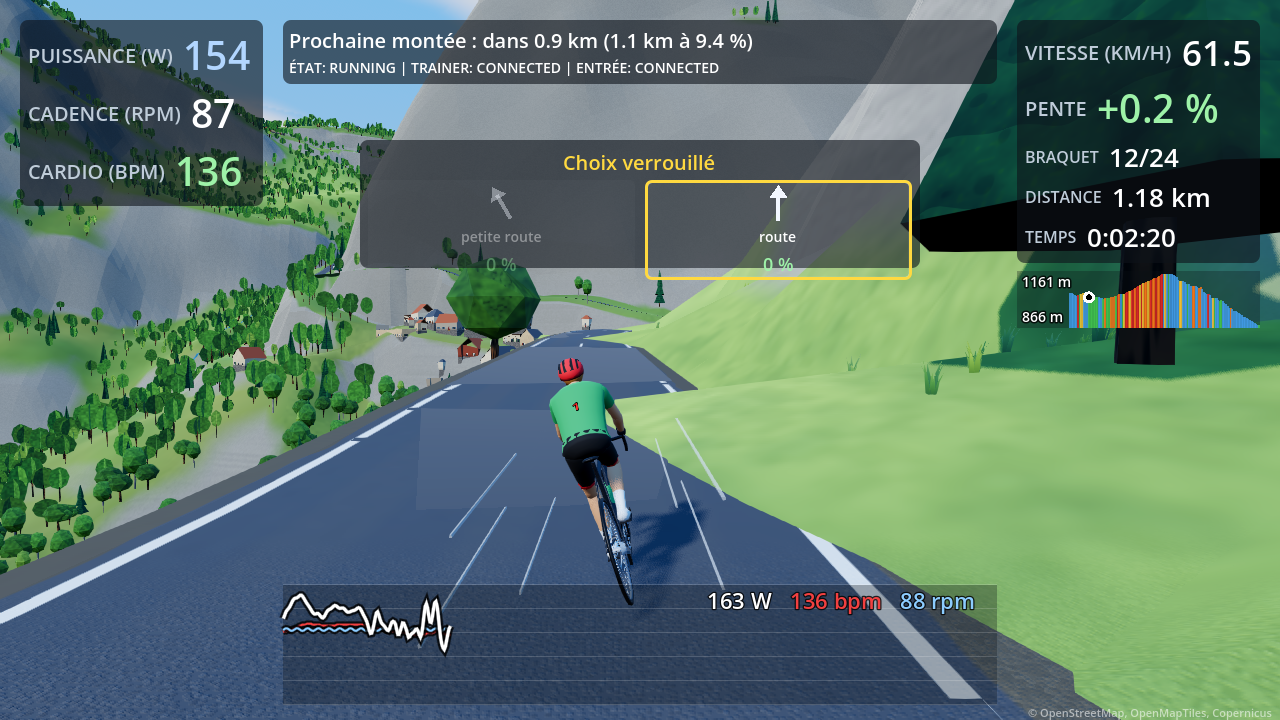 PUISSANCE (W) 154
CADENCE (RPM) 87
CARDIO (BPM) 136
Prochaine montée : dans 0.9 km (1.1 km à 9.4 %)
ÉTAT: RUNNING | TRAINER: CONNECTED | ENTRÉE: CONNECTED
VITESSE (KM/H) 61.5
PENTE +0.2 %
BRAQUET 12/24
DISTANCE 1.18 km
TEMPS 0:02:20
1161 m
866 m
Choix verrouillé
petite route
0 %
route
0 %
1
163 W 136 bpm 88 rpm
© OpenStreetMap, OpenMapTiles, Copernicus